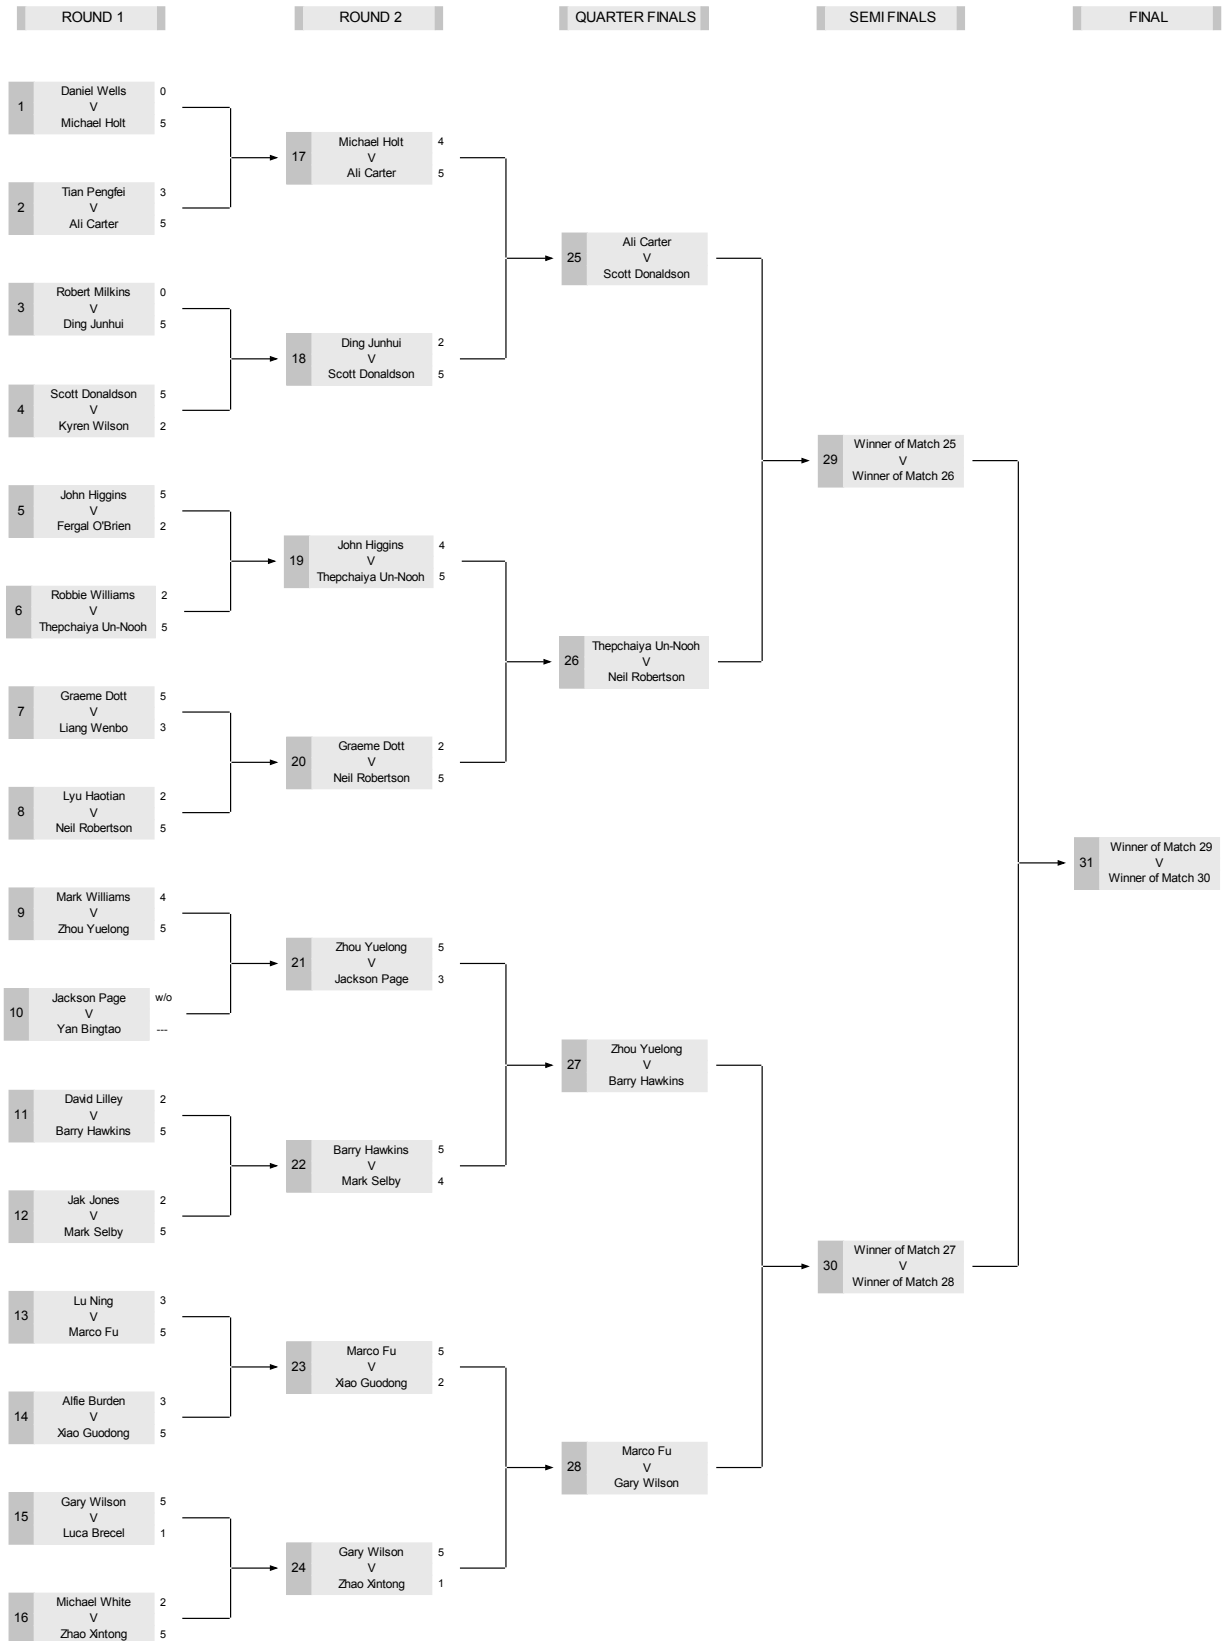 ROUND 1
ROUND 2
QUARTER FINALS
SEMI FINALS
FINAL
1
Daniel Wells 0
V
Michael Holt 5
2
Tian Pengfei 3
V
Ali Carter 5
3
Robert Milkins 0
V
Ding Junhui 5
4
Scott Donaldson 5
V
Kyren Wilson 2
5
John Higgins 5
V
Fergal O'Brien 2
6
Robbie Williams 2
V
Thepchaiya Un-Nooh 5
7
Graeme Dott 5
V
Liang Wenbo 3
8
Lyu Haotian 2
V
Neil Robertson 5
9
Mark Williams 4
V
Zhou Yuelong 5
10
Jackson Page w/o
V
Yan Bingtao ---
11
David Lilley 2
V
Barry Hawkins 5
12
Jak Jones 2
V
Mark Selby 5
13
Lu Ning 3
V
Marco Fu 5
14
Alfie Burden 3
V
Xiao Guodong 5
15
Gary Wilson 5
V
Luca Brecel 1
16
Michael White 2
V
Zhao Xintong 5
17
Michael Holt 4
V
Ali Carter 5
18
Ding Junhui 2
V
Scott Donaldson 5
19
John Higgins 4
V
Thepchaiya Un-Nooh 5
20
Graeme Dott 2
V
Neil Robertson 5
21
Zhou Yuelong 5
V
Jackson Page 3
22
Barry Hawkins 5
V
Mark Selby 4
23
Marco Fu 5
V
Xiao Guodong 2
24
Gary Wilson 5
V
Zhao Xintong 1
25
Ali Carter
V
Scott Donaldson
26
Thepchaiya Un-Nooh
V
Neil Robertson
27
Zhou Yuelong
V
Barry Hawkins
28
Marco Fu
V
Gary Wilson
29
Winner of Match 25
V
Winner of Match 26
30
Winner of Match 27
V
Winner of Match 28
31
Winner of Match 29
V
Winner of Match 30